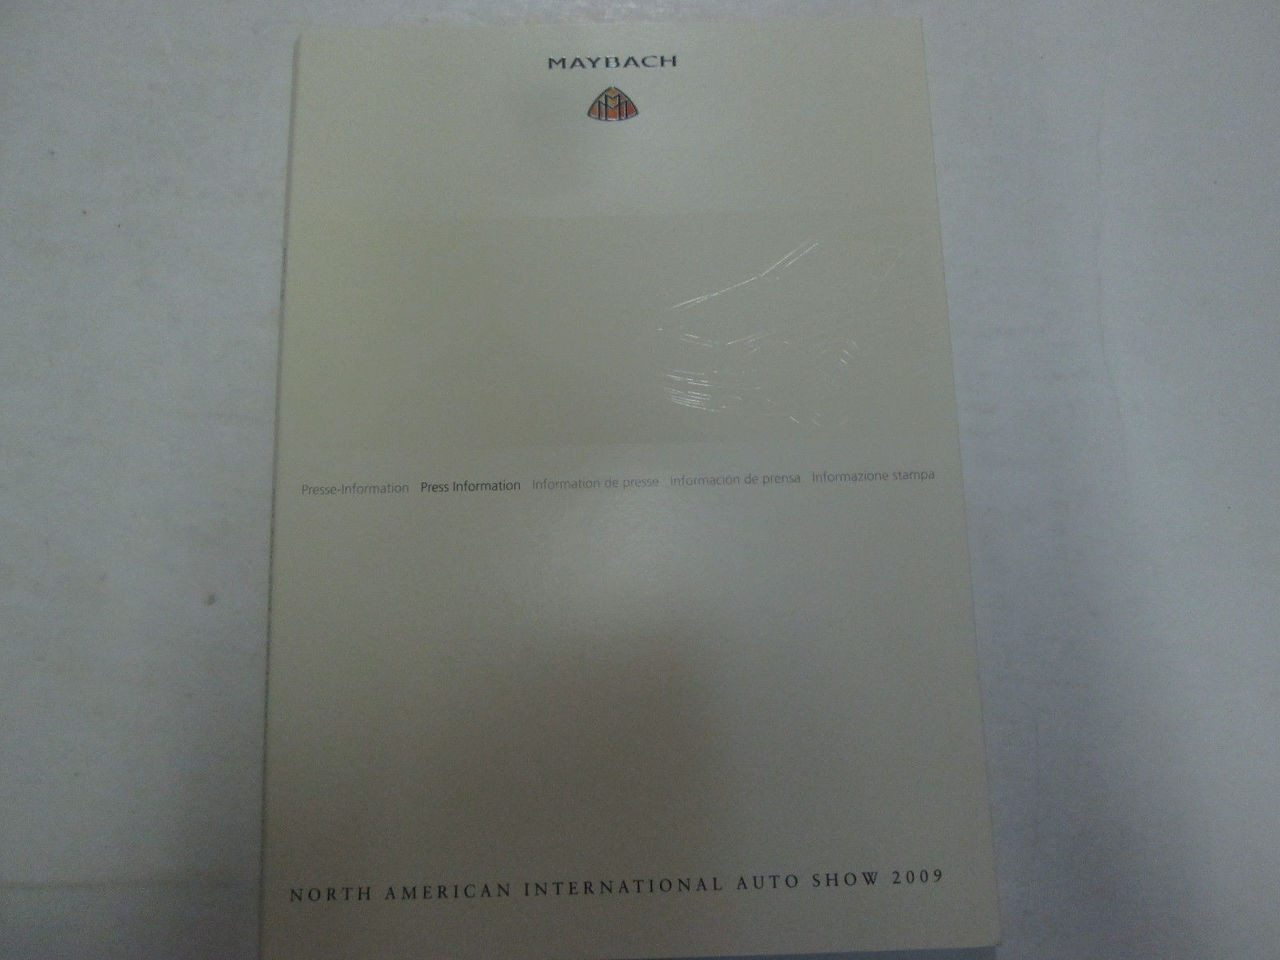 MAYBACH
Presse-Information Press Information Information de presse Información de prensa Informazione stampa
NORTH AMERICAN INTERNATIONAL AUTO SHOW 2009